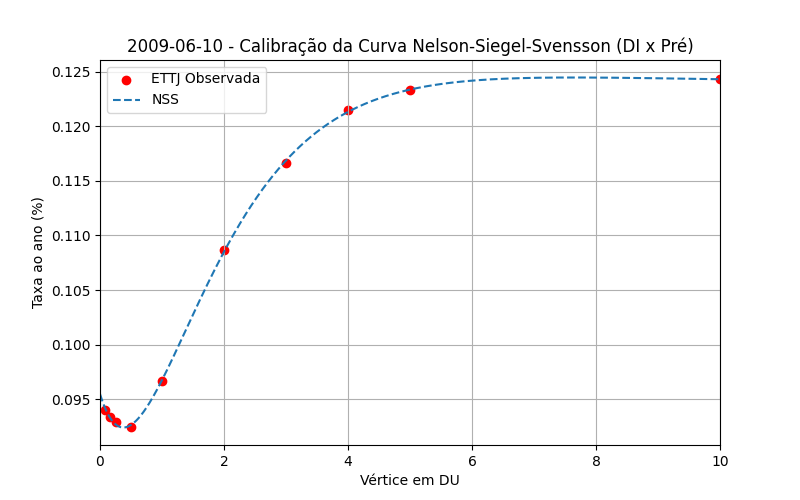 2009-06-10 - Calibração da Curva Nelson-Siegel-Svensson (DI x Pré)
ETTJ Observada
NSS
Taxa ao ano (%)
0.125
0.120
0.115
0.110
0.105
0.100
0.095
0 2 4 6 8 10
Vértice em DU